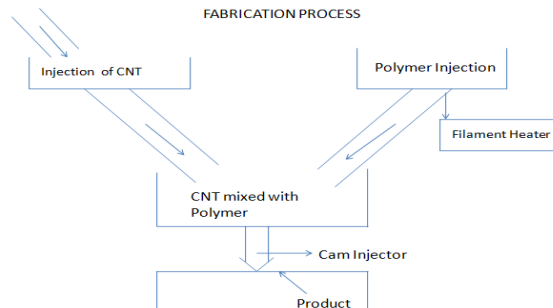 FABRICATION PROCESS
Injection of CNT
Polymer Injection
Filament Heater
CNT mixed with
Polymer
Cam Injector
Product